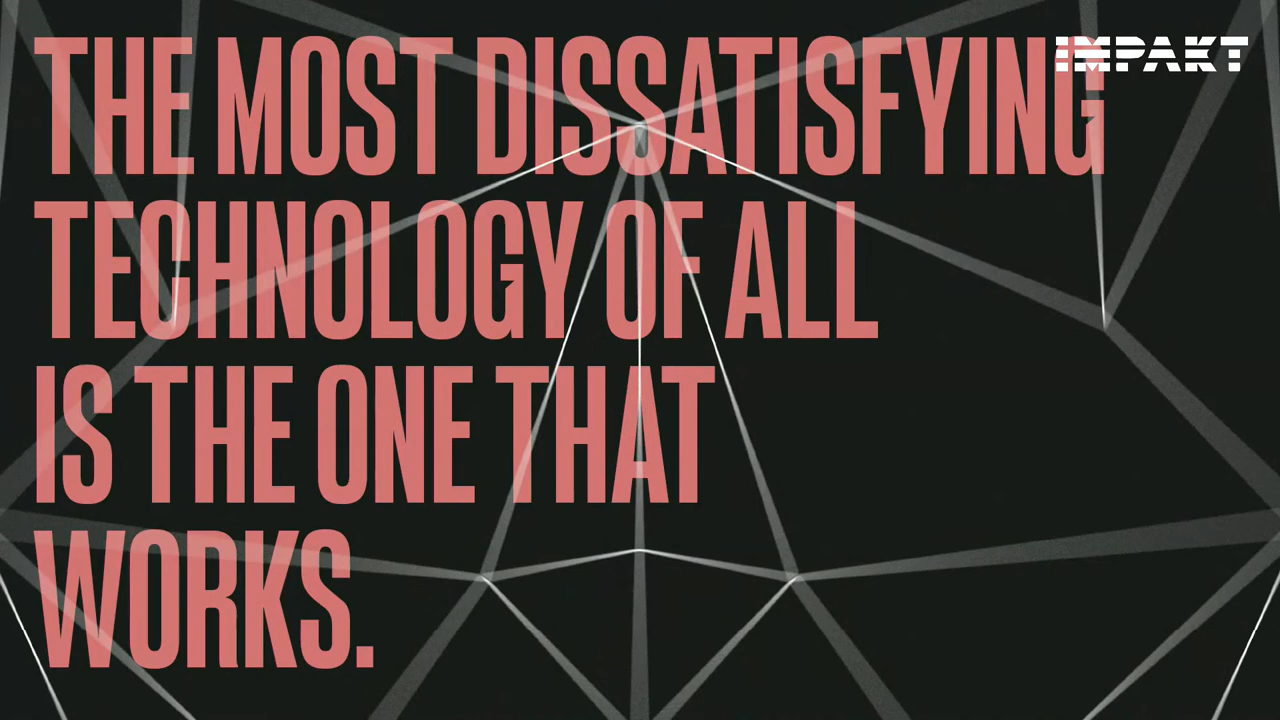 THE MOST DISSATISFYING
IMPAKT
TECHNOLOGY OF ALL
IS THE ONE THAT
WORKS.